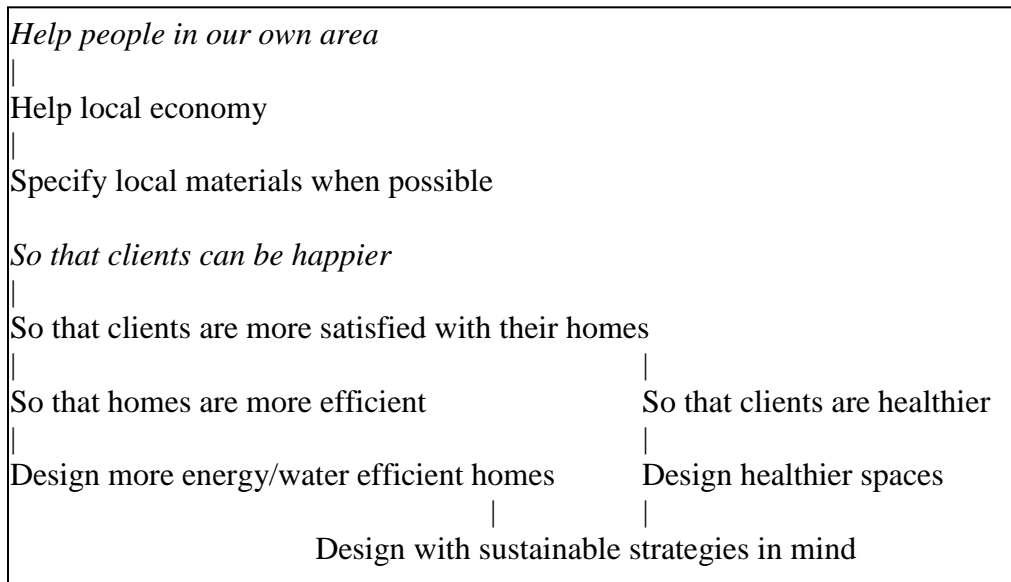 Help people in our own area
|
Help local economy
|
Specify local materials when possible
So that clients can be happier
|
So that clients are more satisfied with their homes
| |
So that homes are more efficient So that clients are healthier
| |
Design more energy/water efficient homes Design healthier spaces
| |
Design with sustainable strategies in mind